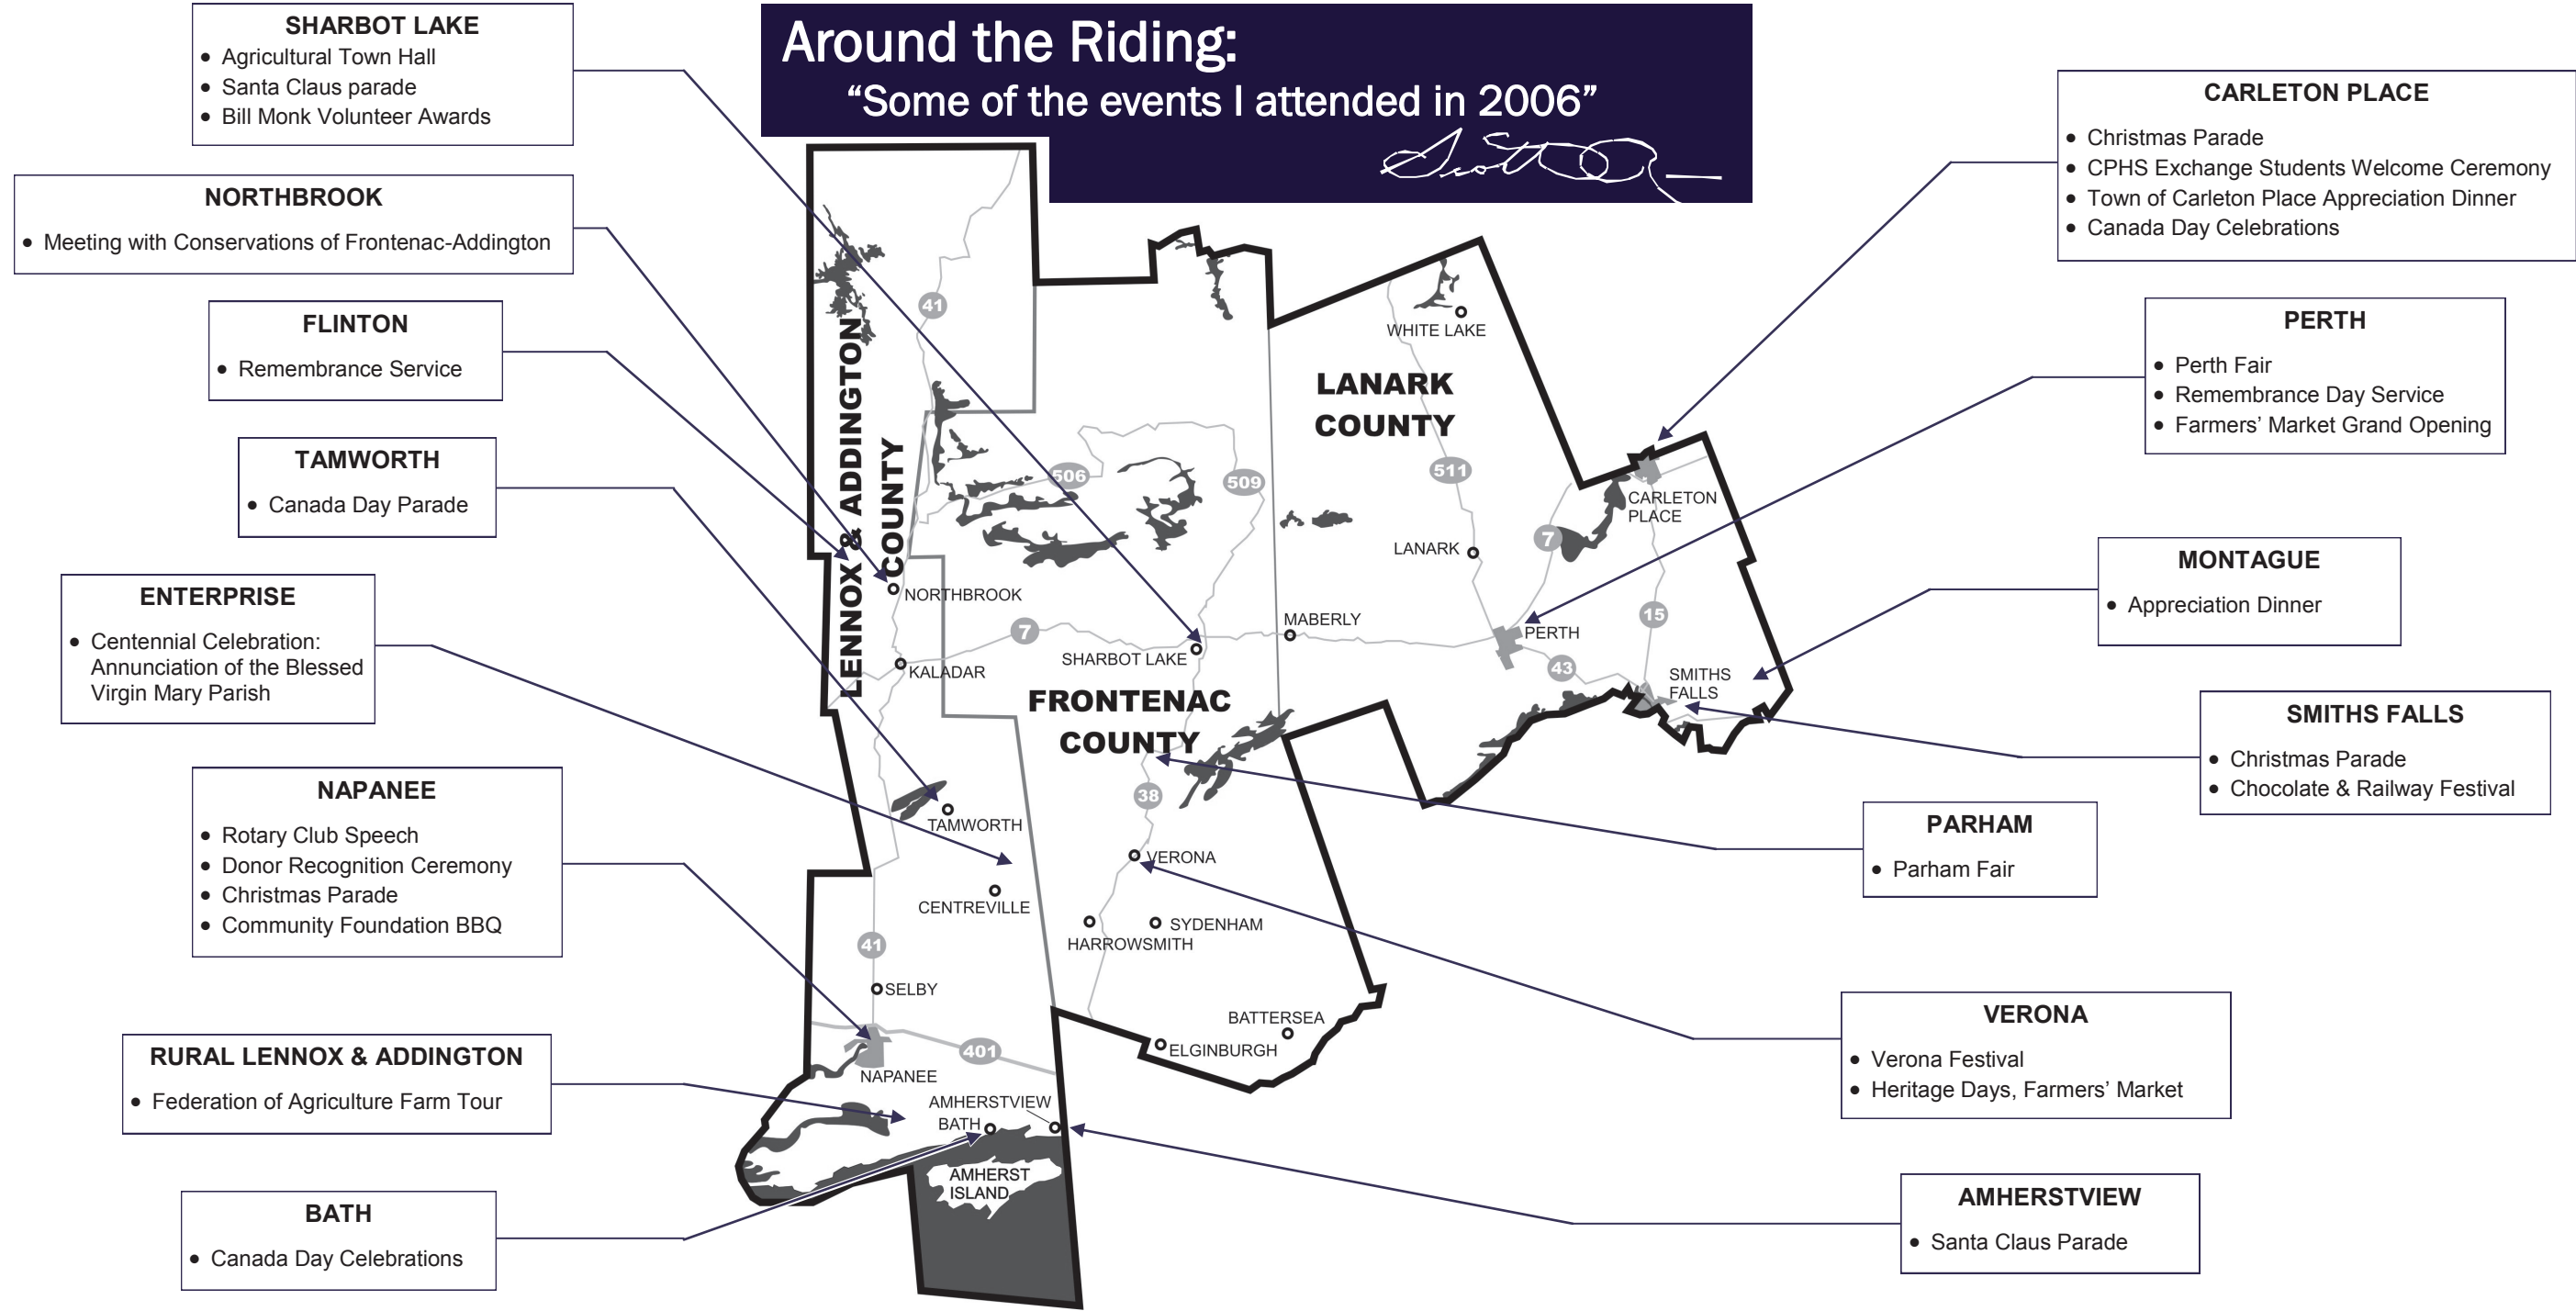 Around the Riding:
“Some of the events I attended in 2006”
SHARBOT LAKE
• Agricultural Town Hall
• Santa Claus parade
• Bill Monk Volunteer Awards
NORTHBROOK
• Meeting with Conservations of Frontenac-Addington
FLINTON
• Remembrance Service
TAMWORTH
• Canada Day Parade
ENTERPRISE
• Centennial Celebration:
Annunciation of the Blessed
Virgin Mary Parish
NAPANEE
• Rotary Club Speech
• Donor Recognition Ceremony
• Christmas Parade
• Community Foundation BBQ
RURAL LENNOX & ADDINGTON
• Federation of Agriculture Farm Tour
BATH
• Canada Day Celebrations
CARLETON PLACE
• Christmas Parade
• CPHS Exchange Students Welcome Ceremony
• Town of Carleton Place Appreciation Dinner
• Canada Day Celebrations
PERTH
• Perth Fair
• Remembrance Day Service
• Farmers’ Market Grand Opening
MONTAGUE
• Appreciation Dinner
SMITHS FALLS
• Christmas Parade
• Chocolate & Railway Festival
PARHAM
• Parham Fair
VERONA
• Verona Festival
• Heritage Days, Farmers’ Market
AMHERSTVIEW
• Santa Claus Parade
LENNOX & ADDINGTON
COUNTY
41
WHITE LAKE
LANARK
COUNTY
506
509
511
CARLETON
PLACE
7
LANARK
NORTHBROOK
7
MABERLY
15
PERTH
SHARBOT LAKE
KALADAR
43
SMITHS
FALLS
FRONTENAC
COUNTY
38
TAMWORTH
VERONA
CENTREVILLE
SYDENHAM
HARROWSMITH
41
SELBY
BATTERSEA
ELGINBURGH
401
NAPANEE
AMHERSTVIEW
BATH
AMHERST
ISLAND